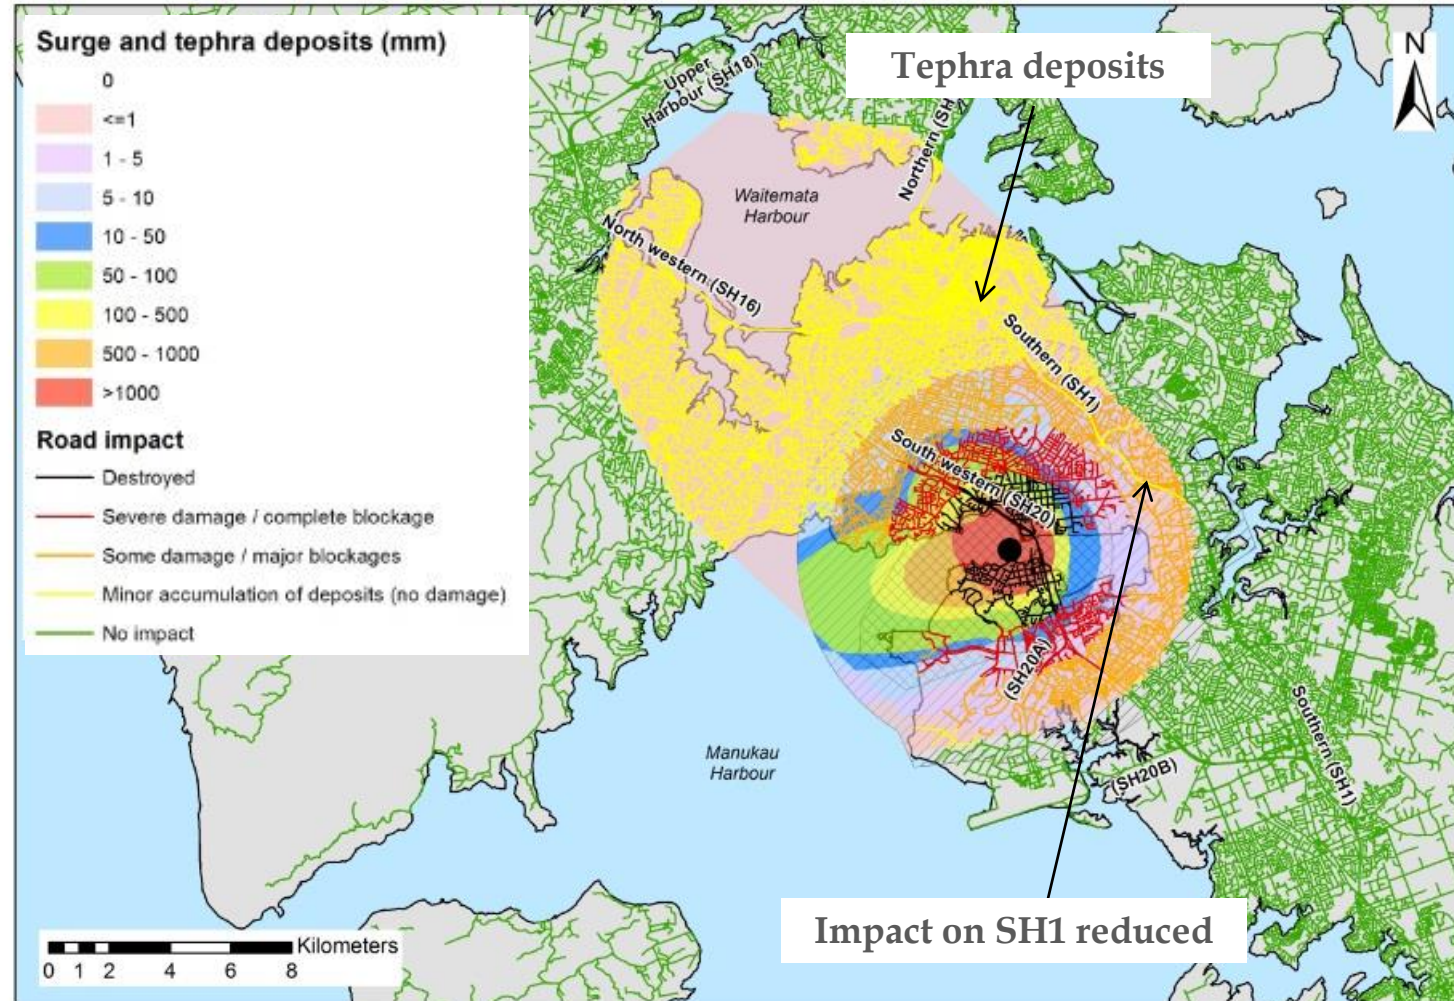 Surge and tephra deposits (mm)
0
<=1
1 - 5
5 - 10
10 - 50
50 - 100
100 - 500
500 - 1000
>1000
Road impact
Destroyed
Severe damage / complete blockage
Some damage / major blockages
Minor accumulation of deposits (no damage)
No impact
Tephra deposits
N
Upper
Harbour (SH18)
Northern (SH
Waitemata
Harbour
North western (SH16)
Southern (SH1)
South western (SH20)
(SH20A)
Manukau
Harbour
(SH20B)
Southern (SH1)
Impact on SH1 reduced
Kilometers
0 1 2 4 6 8